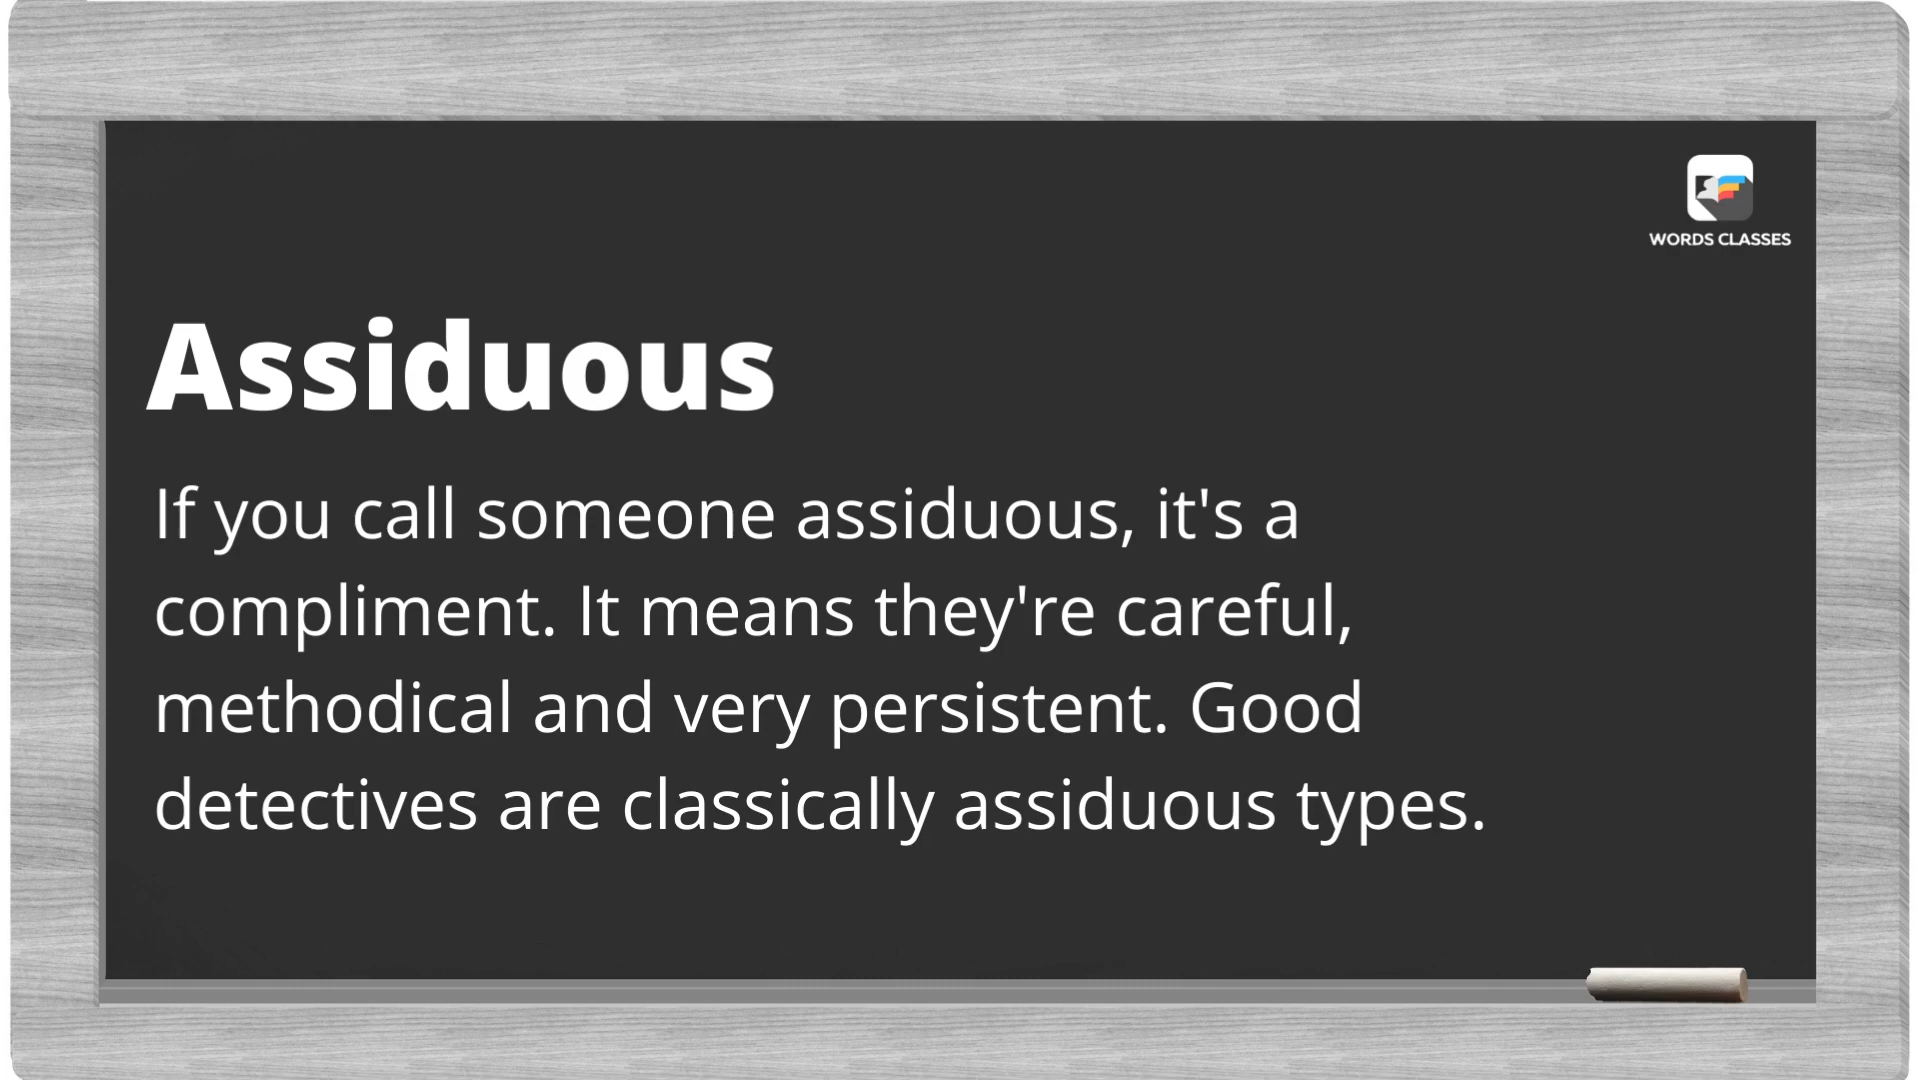 WORDS CLASSES
Assiduous
If you call someone assiduous, it's a
compliment. It means they're careful,
methodical and very persistent. Good
detectives are classically assiduous types.